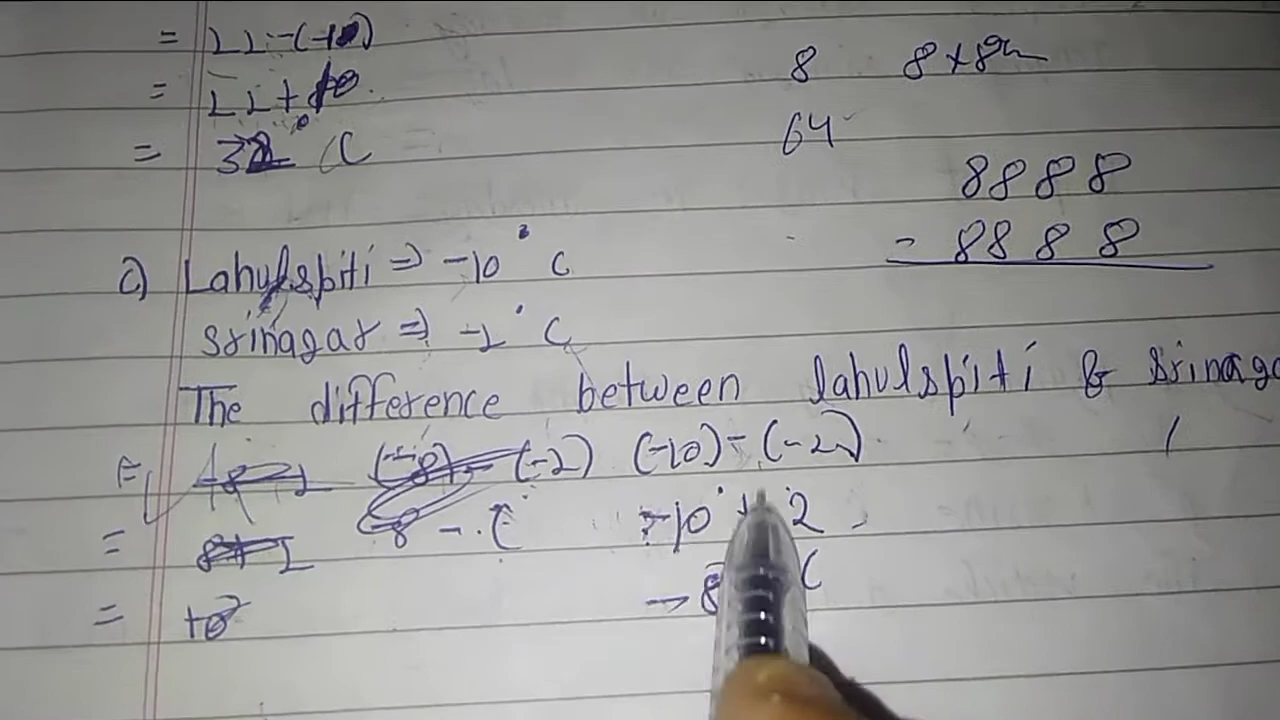 = 22-(-10)
= 22+10
= 32°C
8 8×8
64
8888
- 8888
c) Lahulspiti => -10°C
srinagar => -2°C
The difference between lahulspiti & srinaga
= (-8)-(-2) (-10)-(-2)
= -10°+2
= -8 C